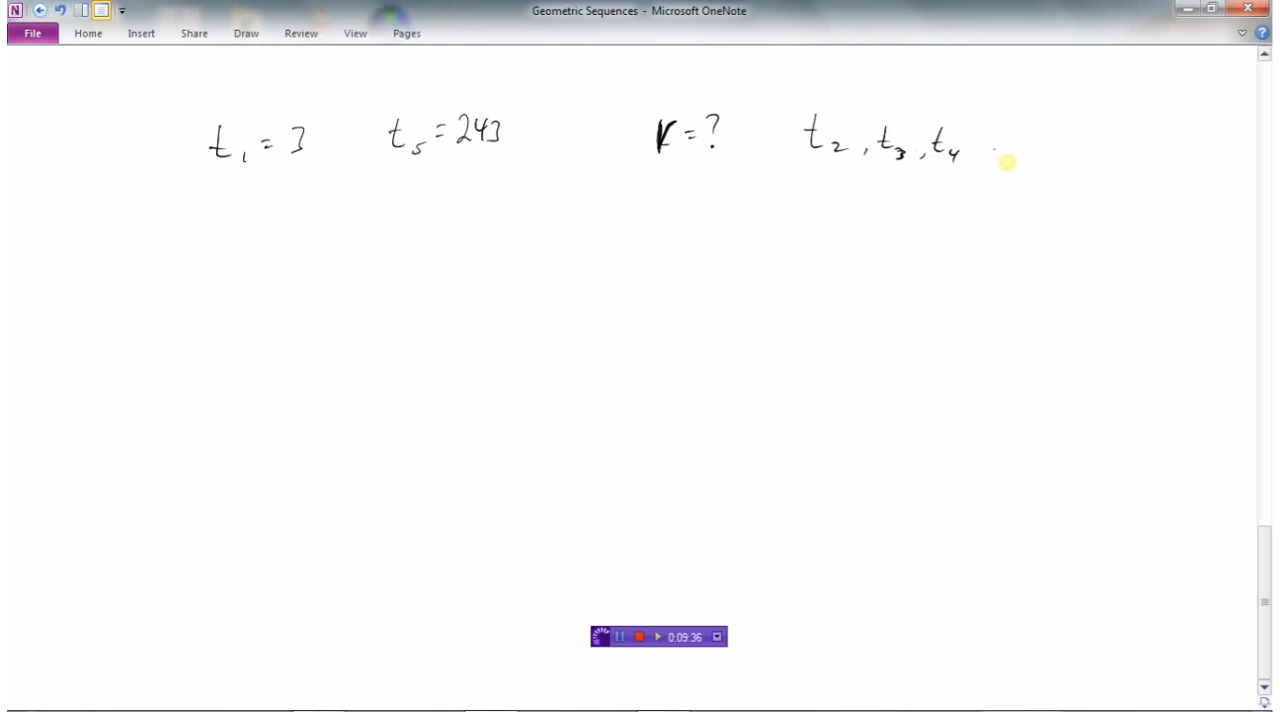 Geometric Sequences - Microsoft OneNote
File Home Insert Share Draw Review View Pages
t₁ = 3 t₅ = 243 r = ? t₂, t₃, t₄
0:09:36